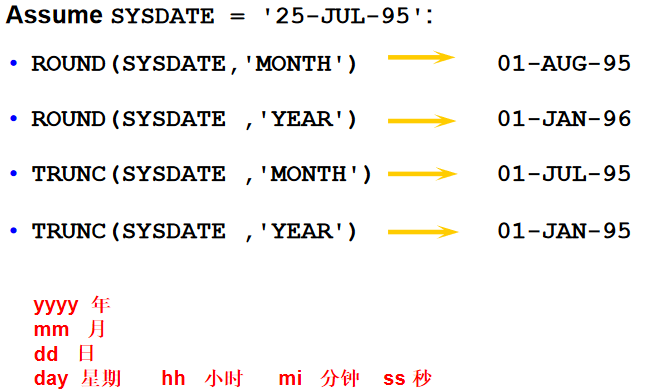 Assume SYSDATE = '25-JUL-95':
• ROUND(SYSDATE,'MONTH') 01-AUG-95
• ROUND(SYSDATE ,'YEAR') 01-JAN-96
• TRUNC(SYSDATE ,'MONTH') 01-JUL-95
• TRUNC(SYSDATE ,'YEAR') 01-JAN-95
yyyy 年
mm 月
dd 日
day 星期 hh 小时 mi 分钟 ss 秒